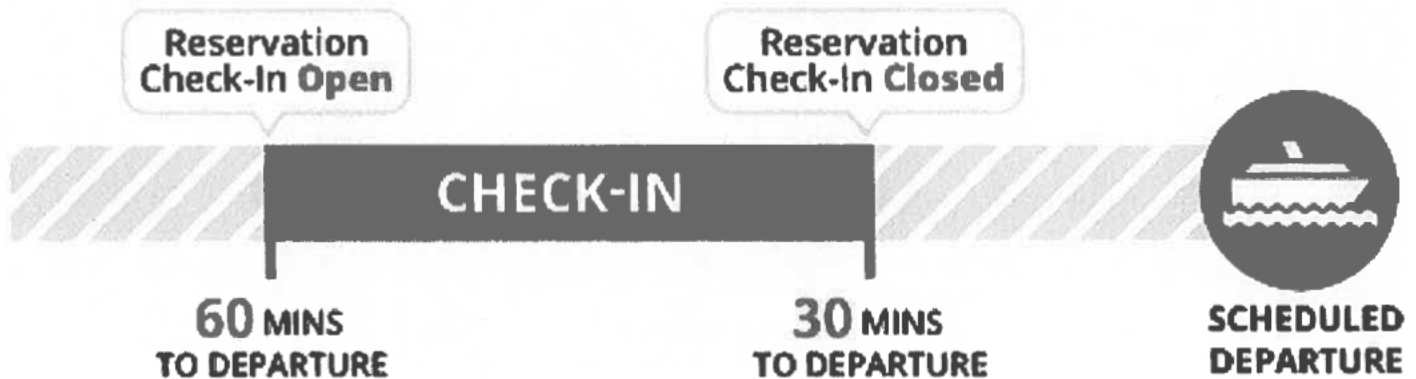 Reservation
Check-In Open
Reservation
Check-In Closed
CHECK-IN
60 MINS
TO DEPARTURE
30 MINS
TO DEPARTURE
SCHEDULED
DEPARTURE